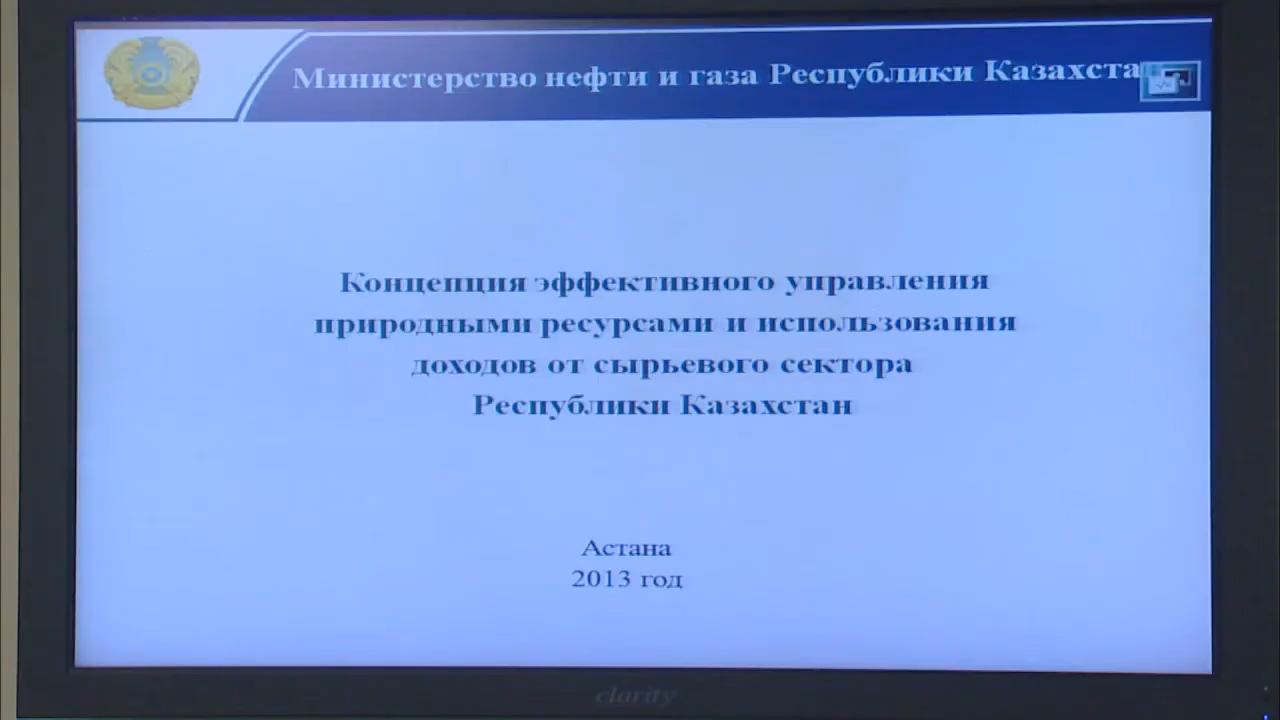 Министерство нефти и газа Республики Казахста
Концепция эффективного управления
природными ресурсами и использования
доходов от сырьевого сектора
Республики Казахстан
Астана
2013 год
clarity